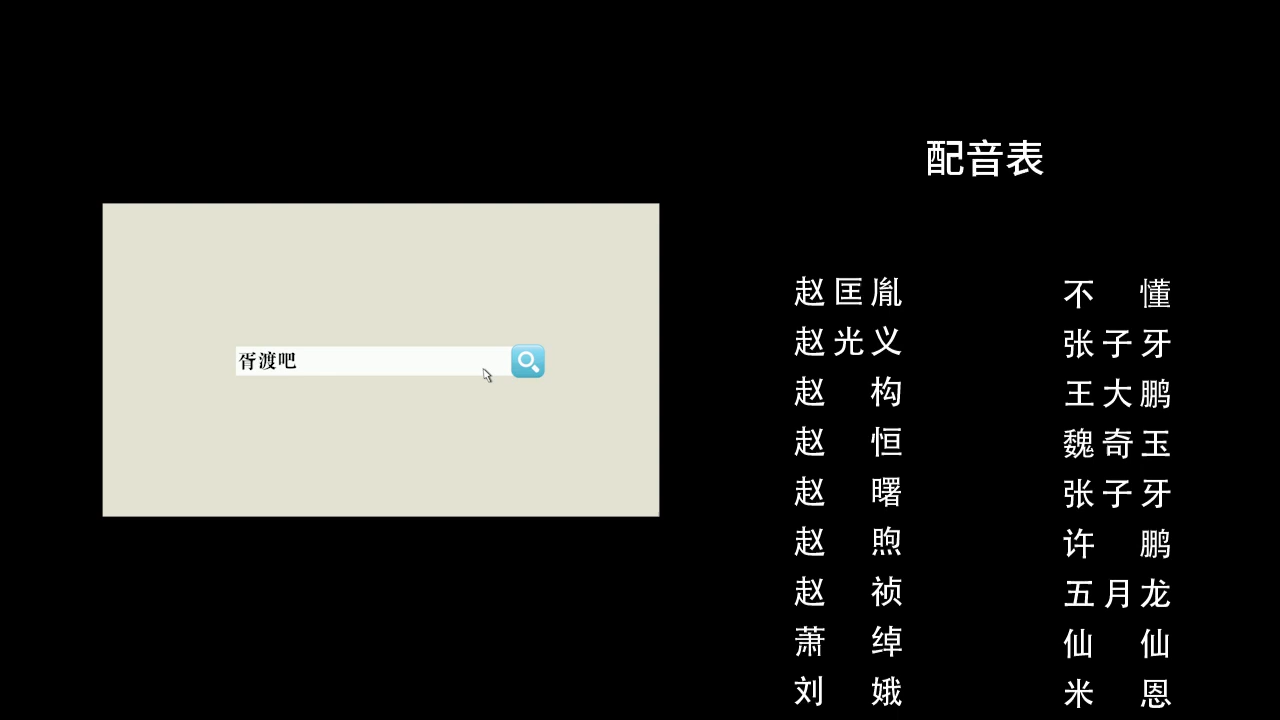 配音表
胥渡吧
赵匡胤 不懂
赵光义 张子牙
赵构 王大鹏
赵恒 魏奇玉
赵曙 张子牙
赵煦 许鹏
赵祯 五月龙
萧绰 仙仙
刘娥 米恩